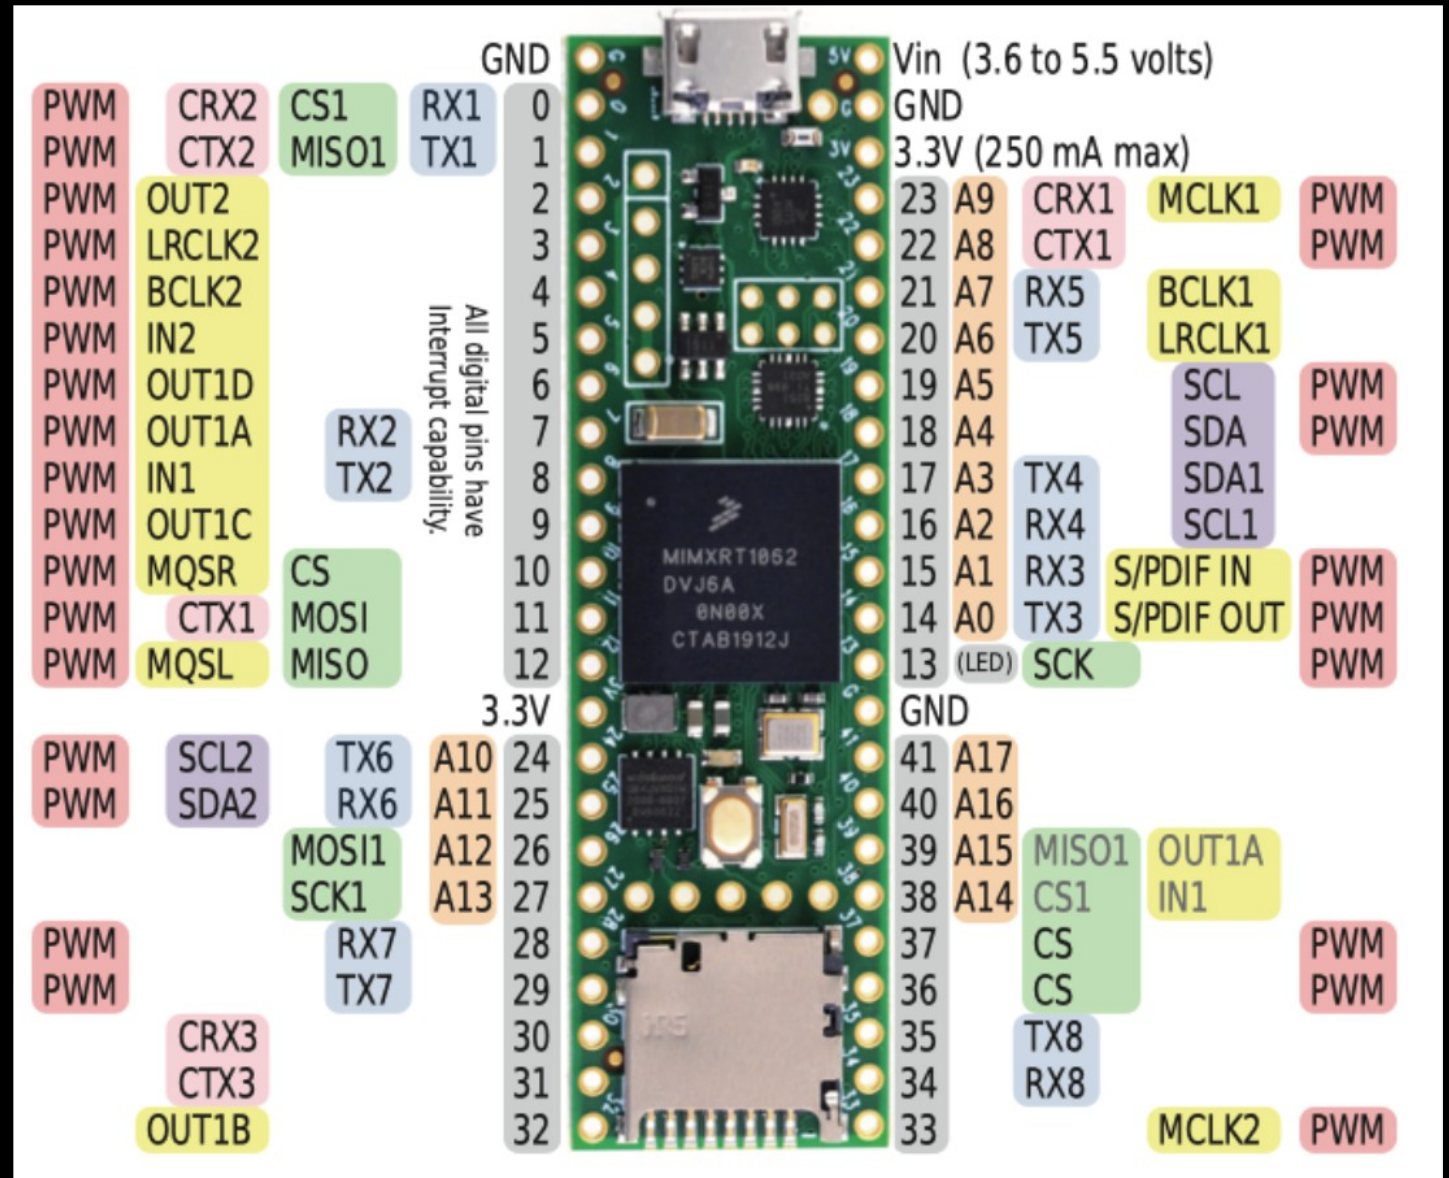 GND 5V Vin (3.6 to 5.5 volts)
PWM CRX2 CS1 RX1 0 G GND
PWM CTX2 MISO1 TX1 1 3V 3.3V (250 mA max)
PWM OUT2 2 23 A9 CRX1 MCLK1 PWM
PWM LRCLK2 3 22 A8 CTX1 PWM
PWM BCLK2 4 21 A7 RX5 BCLK1
PWM IN2 5 20 A6 TX5 LRCLK1
PWM OUT1D 6 19 A5 SCL PWM
PWM OUT1A RX2 7 18 A4 SDA PWM
PWM IN1 TX2 8 17 A3 TX4 SDA1
PWM OUT1C 9 16 A2 RX4 SCL1
PWM MQSR CS 10 15 A1 RX3 S/PDIF IN PWM
PWM CTX1 MOSI 11 14 A0 TX3 S/PDIF OUT PWM
PWM MQSL MISO 12 13 (LED) SCK PWM
3.3V GND
PWM SCL2 TX6 A10 24 41 A17
PWM SDA2 RX6 A11 25 40 A16
MOSI1 A12 26 39 A15 MISO1 OUT1A
SCK1 A13 27 38 A14 CS1 IN1
PWM RX7 28 37 CS PWM
PWM TX7 29 36 CS PWM
CRX3 30 35 TX8
CTX3 31 34 RX8
OUT1B 32 33 MCLK2 PWM
All digital pins have
Interrupt capability.
MIMXRT1062
DVJ6A
0N00X
CTAB1912J